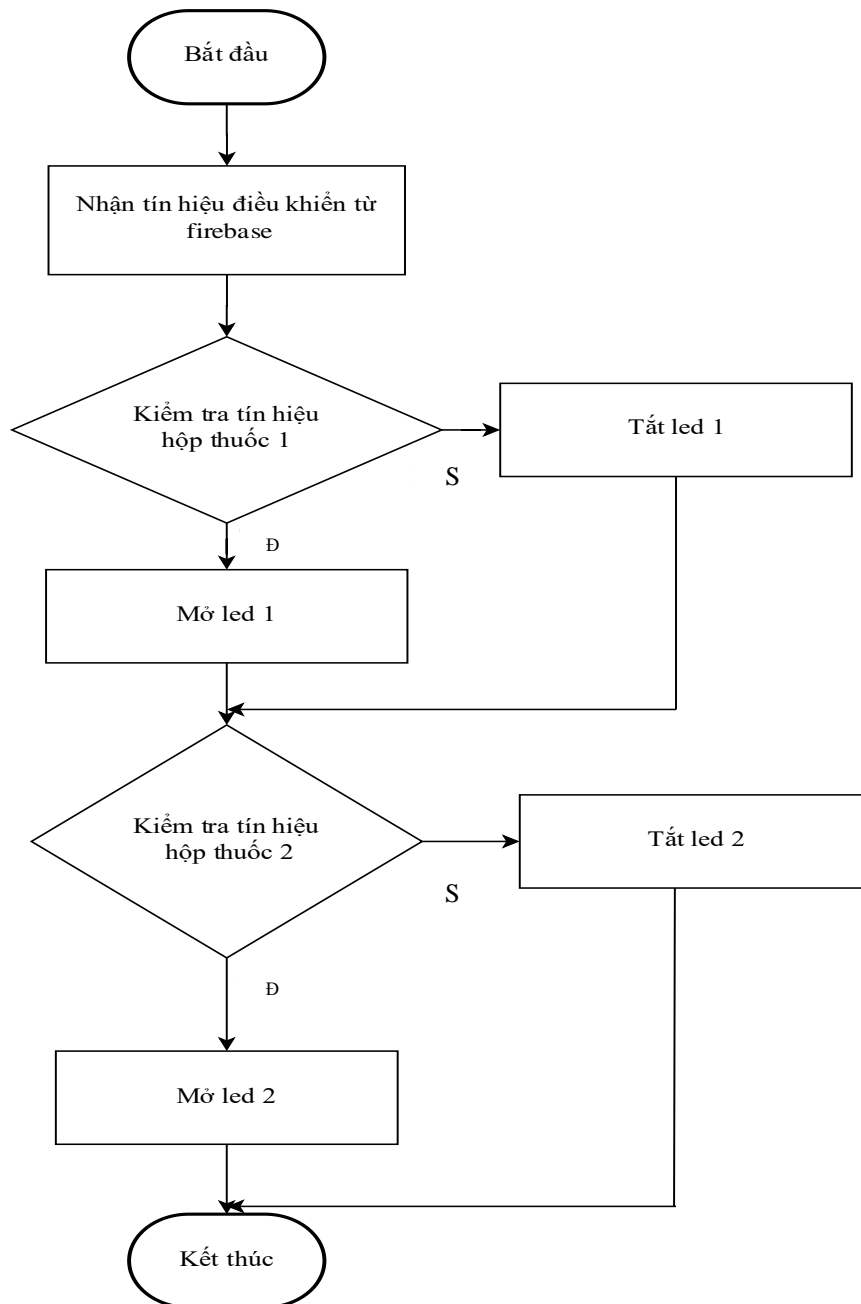 Bắt đầu
Nhận tín hiệu điều khiển từ
firebase
Kiểm tra tín hiệu
hộp thuốc 1
S
Tắt led 1
Đ
Mở led 1
Kiểm tra tín hiệu
hộp thuốc 2
S
Tắt led 2
Đ
Mở led 2
Kết thúc